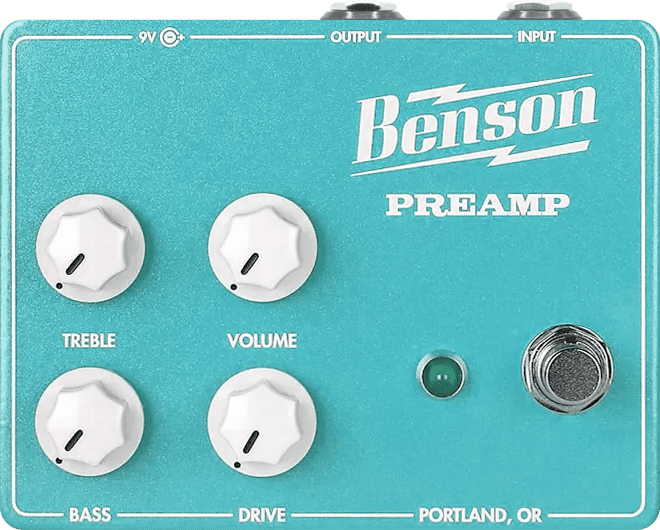 9V OUTPUT INPUT
Benson
PREAMP
TREBLE VOLUME
BASS DRIVE PORTLAND, OR